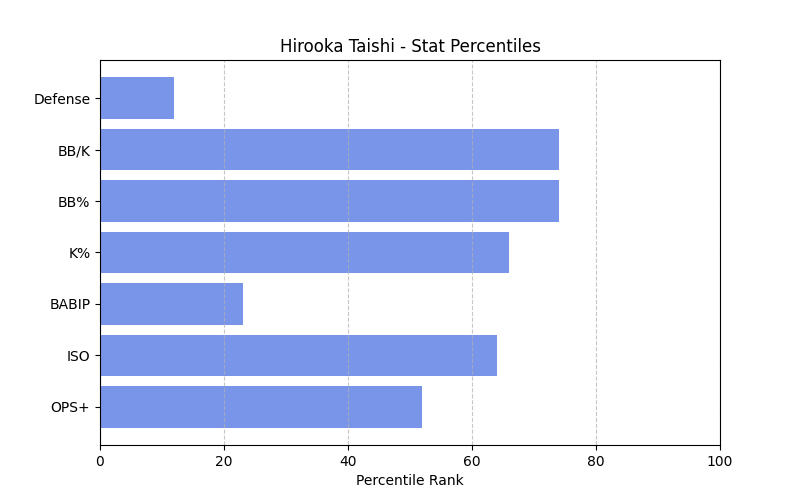 Hirooka Taishi - Stat Percentiles
Defense
BB/K
BB%
K%
BABIP
ISO
OPS+
0 20 40 60 80 100
Percentile Rank